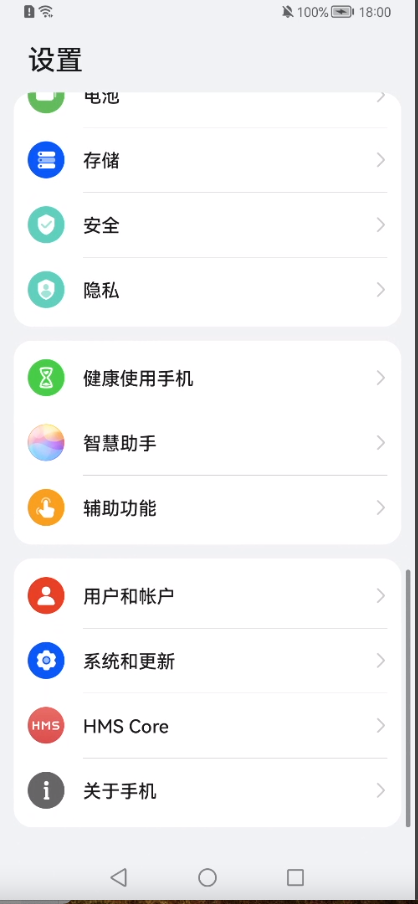 100% 18:00
设置
电池
存储
安全
隐私
健康使用手机
智慧助手
辅助功能
用户和帐户
系统和更新
HMS HMS Core
关于手机